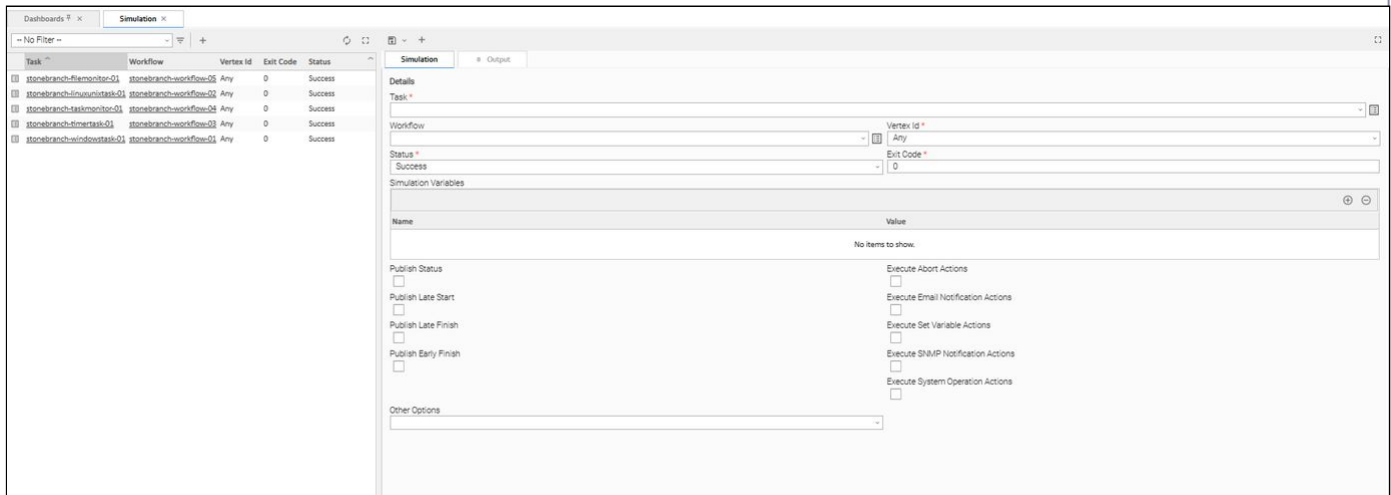 Dashboards
Simulation
-- No Filter --
Task Workflow Vertex Id Exit Code Status
stonebranch-filemonitor-01 stonebranch-workflow-05 Any 0 Success
stonebranch-linuxunixtask-01 stonebranch-workflow-02 Any 0 Success
stonebranch-taskmonitor-01 stonebranch-workflow-04 Any 0 Success
stonebranch-timertask-01 stonebranch-workflow-03 Any 0 Success
stonebranch-windowstask-01 stonebranch-workflow-01 Any 0 Success
Simulation
Output
Details
Task *
Workflow Vertex Id *
Any
Status * Exit Code *
Success 0
Simulation Variables
Name Value
No items to show.
Publish Status Execute Abort Actions
Publish Late Start Execute Email Notification Actions
Publish Late Finish Execute Set Variable Actions
Publish Early Finish Execute SNMP Notification Actions
Execute System Operation Actions
Other Options